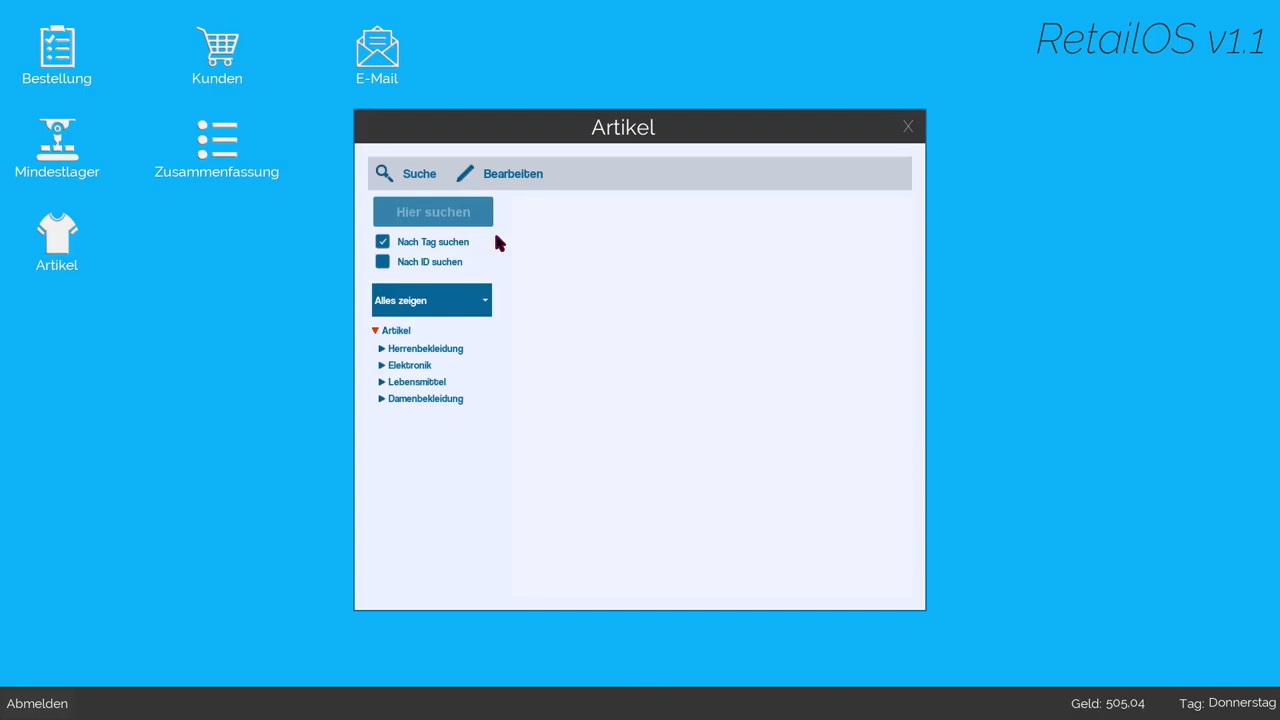 RetailOS v1.1
Bestellung
Kunden
E-Mail
Mindestlager
Zusammenfassung
Artikel
Artikel
X
Suche
Bearbeiten
Hier suchen
Nach Tag suchen
Nach ID suchen
Alles zeigen
Artikel
Herrenbekleidung
Elektronik
Lebensmittel
Damenbekleidung
Abmelden
Geld: 505.04
Tag: Donnerstag